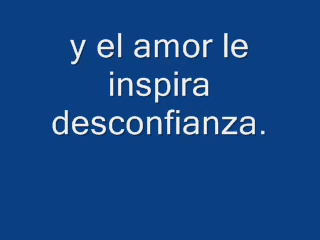 y el amor le
inspira
desconfianza.